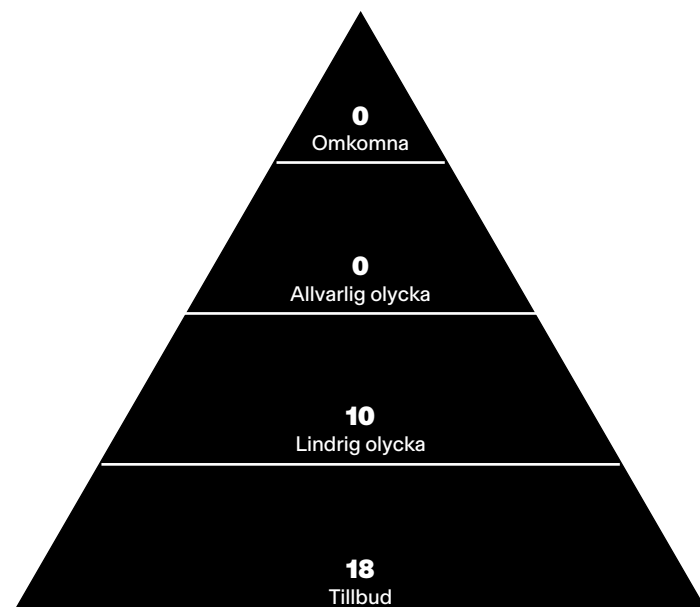 0
Omkomna
0
Allvarlig olycka
10
Lindrig olycka
18
Tillbud